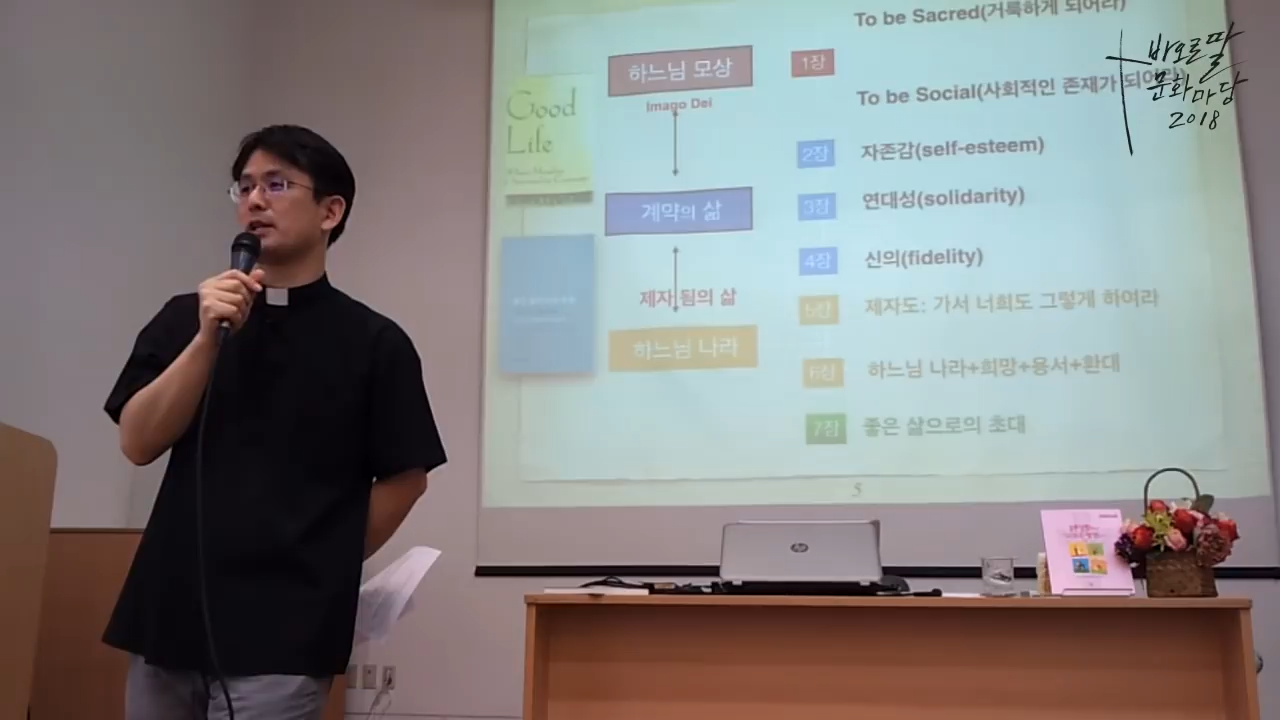 To be Sacred(거룩하게 되어라)
하느님 모상
1장
Imago Dei
To be Social(사회적인 존재가 되어라)
Good
Life
2장
자존감(self-esteem)
계약의 삶
3장
연대성(solidarity)
4장
신의(fidelity)
제자됨의 삶
5장
제자도: 가서 너희도 그렇게 하여라
하느님 나라
6장
하느님 나라+희망+용서+환대
7장
좋은 삶으로의 초대
5
hp
바오로딸
문화마당
2018